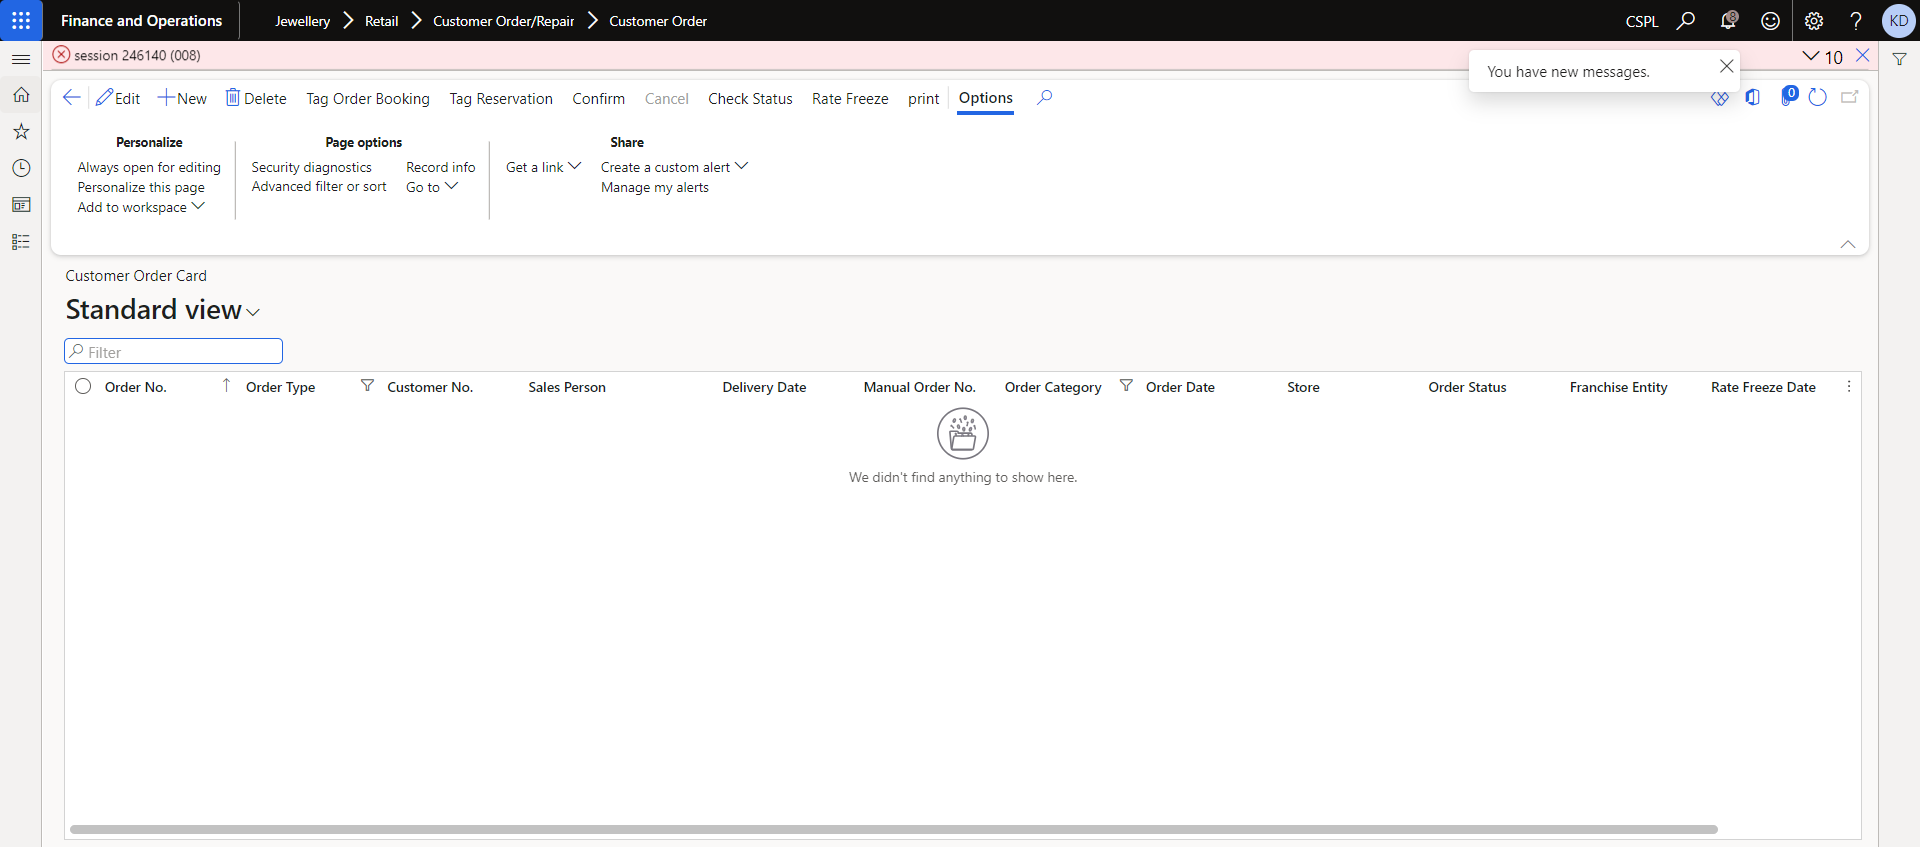 Finance and Operations
Jewellery
Retail
Customer Order/Repair
Customer Order
CSPL
8
KD
session 246140 (008)
10
You have new messages.
Edit
New
Delete
Tag Order Booking
Tag Reservation
Confirm
Cancel
Check Status
Rate Freeze
print
Options
0
Personalize
Always open for editing
Personalize this page
Add to workspace
Page options
Security diagnostics
Advanced filter or sort
Record info
Go to
Share
Get a link
Create a custom alert
Manage my alerts
Customer Order Card
Standard view
Filter
Order No.
Order Type
Customer No.
Sales Person
Delivery Date
Manual Order No.
Order Category
Order Date
Store
Order Status
Franchise Entity
Rate Freeze Date
We didn't find anything to show here.